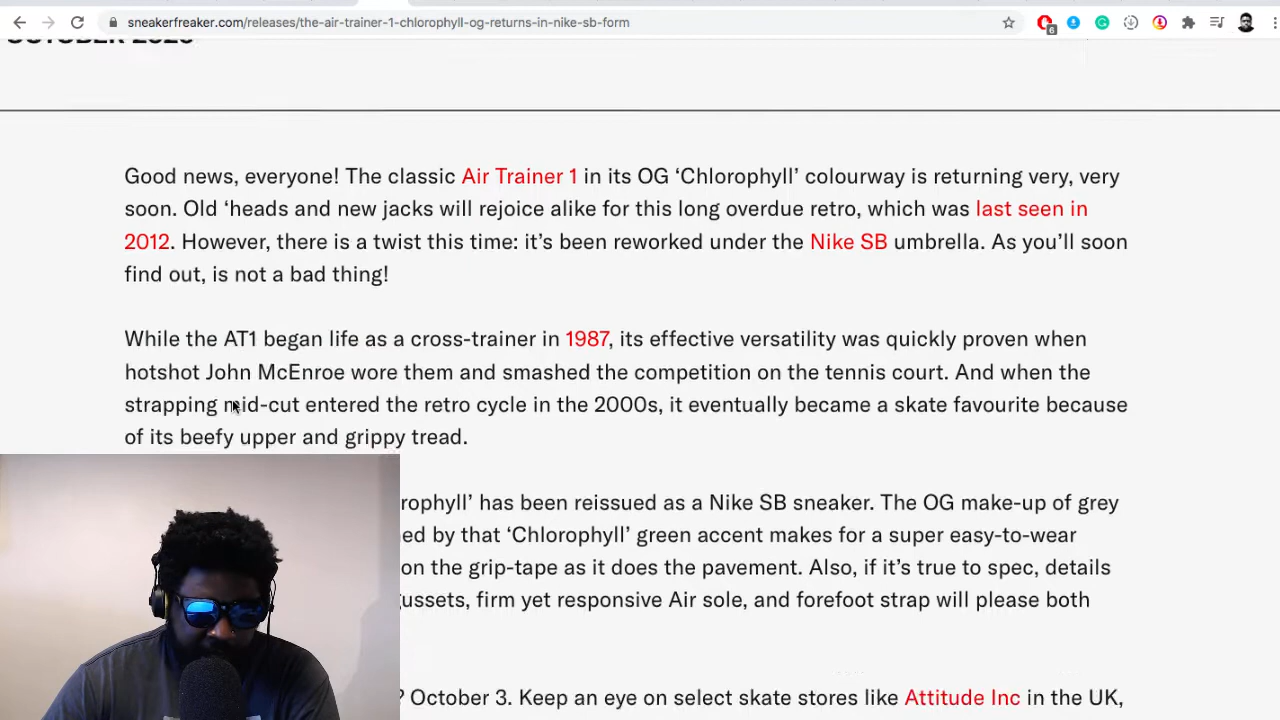 sneakerfreaker.com/releases/the-air-trainer-1-chlorophyll-og-returns-in-nike-sb-form
6
OCTOBER 2020
Good news, everyone! The classic Air Trainer 1 in its OG ‘Chlorophyll’ colourway is returning very, very
soon. Old ‘heads and new jacks will rejoice alike for this long overdue retro, which was last seen in
2012. However, there is a twist this time: it’s been reworked under the Nike SB umbrella. As you’ll soon
find out, is not a bad thing!
While the AT1 began life as a cross-trainer in 1987, its effective versatility was quickly proven when
hotshot John McEnroe wore them and smashed the competition on the tennis court. And when the
strapping mid-cut entered the retro cycle in the 2000s, it eventually became a skate favourite because
of its beefy upper and grippy tread.
rophyll’ has been reissued as a Nike SB sneaker. The OG make-up of grey
ed by that ‘Chlorophyll’ green accent makes for a super easy-to-wear
on the grip-tape as it does the pavement. Also, if it’s true to spec, details
gussets, firm yet responsive Air sole, and forefoot strap will please both
? October 3. Keep an eye on select skate stores like Attitude Inc in the UK,